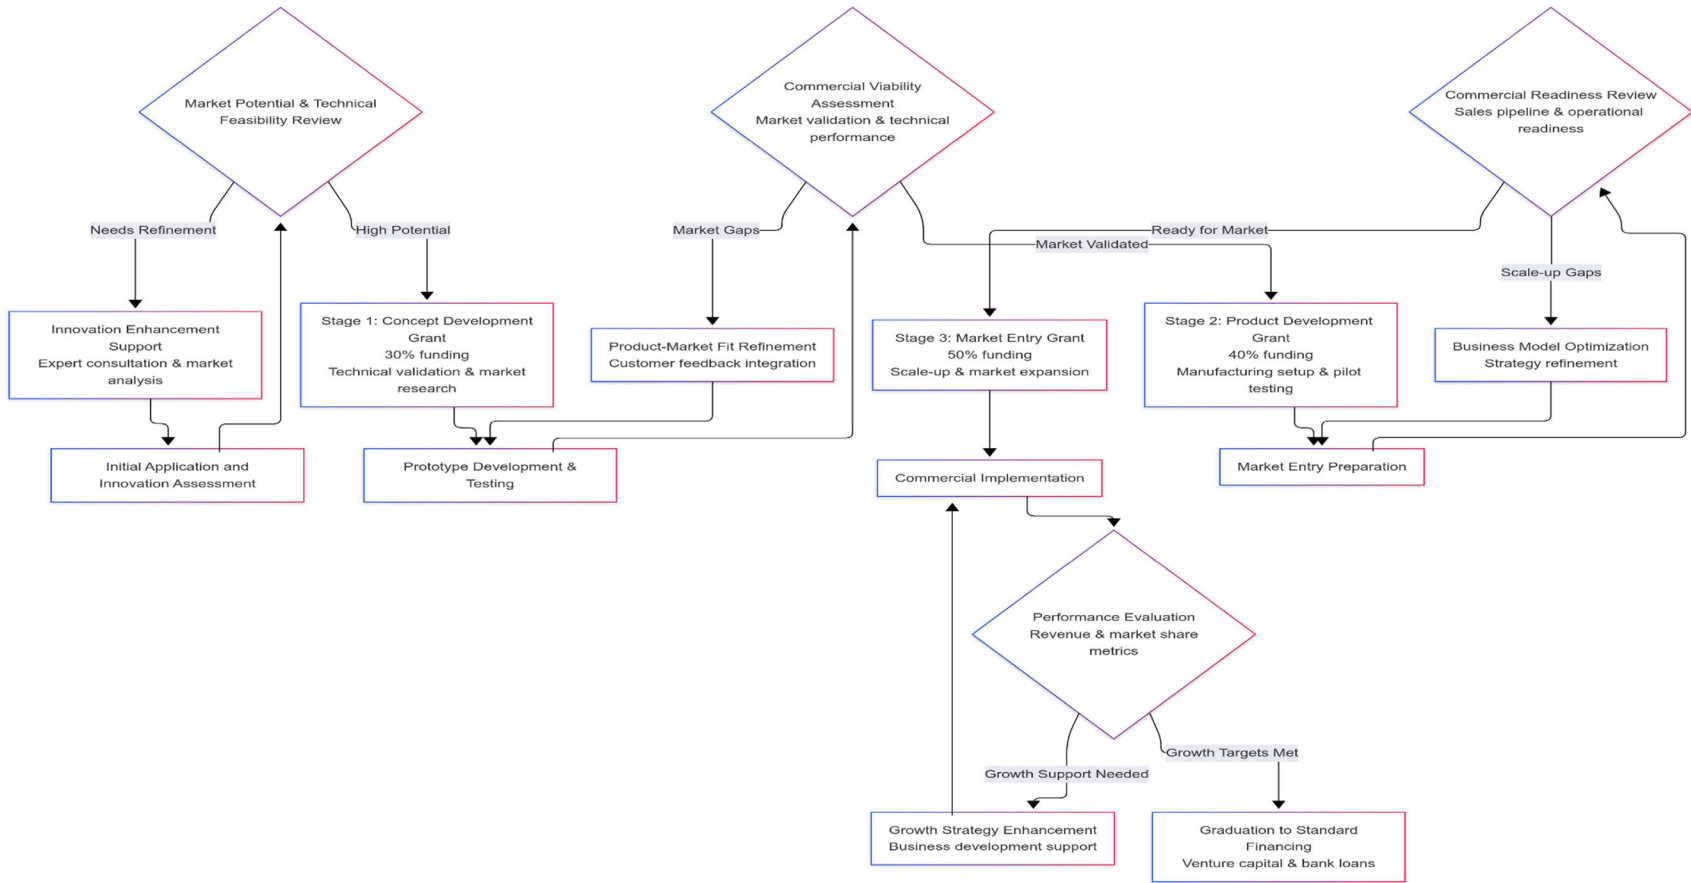 Market Potential & Technical
Feasibility Review
Commercial Viability
Assessment
Market validation & technical
performance
Commercial Readiness Review
Sales pipeline & operational
readiness
Needs Refinement
High Potential
Market Gaps
Ready for Market
Market Validated
Scale-up Gaps
Innovation Enhancement
Support
Expert consultation & market
analysis
Stage 1: Concept Development
Grant
30% funding
Technical validation & market
research
Product-Market Fit Refinement
Customer feedback integration
Stage 3: Market Entry Grant
50% funding
Scale-up & market expansion
Stage 2: Product Development
Grant
40% funding
Manufacturing setup & pilot
testing
Business Model Optimization
Strategy refinement
Initial Application and
Innovation Assessment
Prototype Development &
Testing
Commercial Implementation
Market Entry Preparation
Performance Evaluation
Revenue & market share
metrics
Growth Targets Met
Growth Support Needed
Growth Strategy Enhancement
Business development support
Graduation to Standard
Financing
Venture capital & bank loans